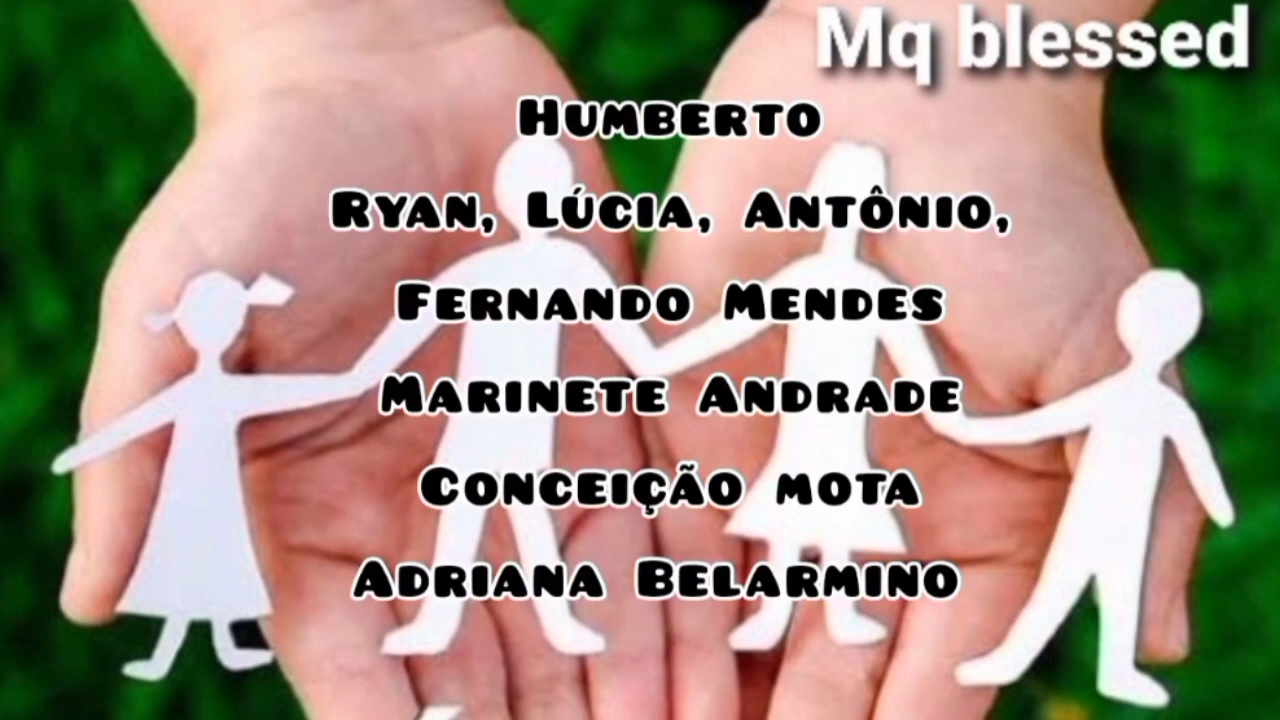 Mq blessed
Humberto
Ryan, Lúcia, Antônio,
Fernando Mendes
Marinete Andrade
Conceição mota
Adriana Belarmino